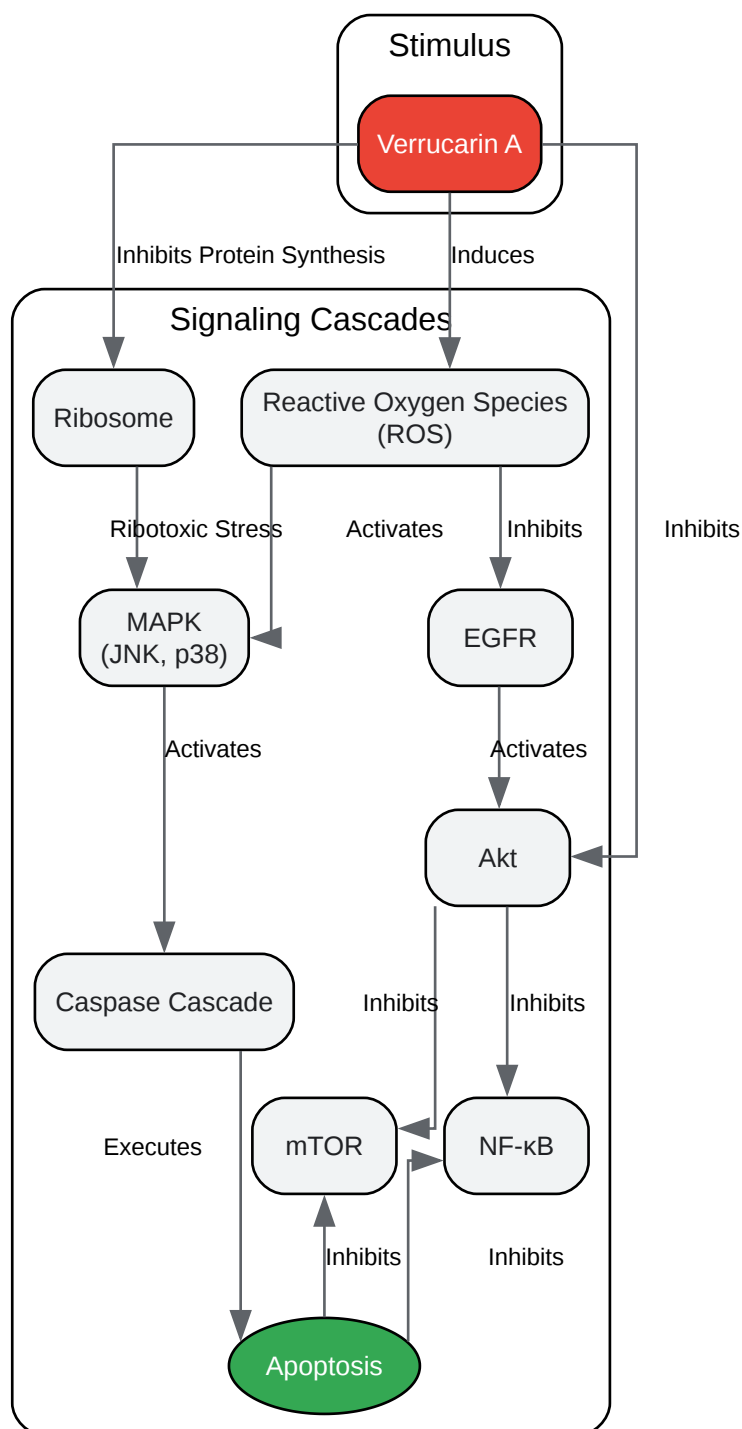 Stimulus
Verrucarin A
Inhibits Protein Synthesis
Induces
Signaling Cascades
Ribosome
Reactive Oxygen Species
(ROS)
Ribotoxic Stress
Activates
Inhibits
Inhibits
MAPK
(JNK, p38)
EGFR
Activates
Activates
Akt
Caspase Cascade
Inhibits
Inhibits
mTOR
NF-κB
Executes
Inhibits
Inhibits
Apoptosis